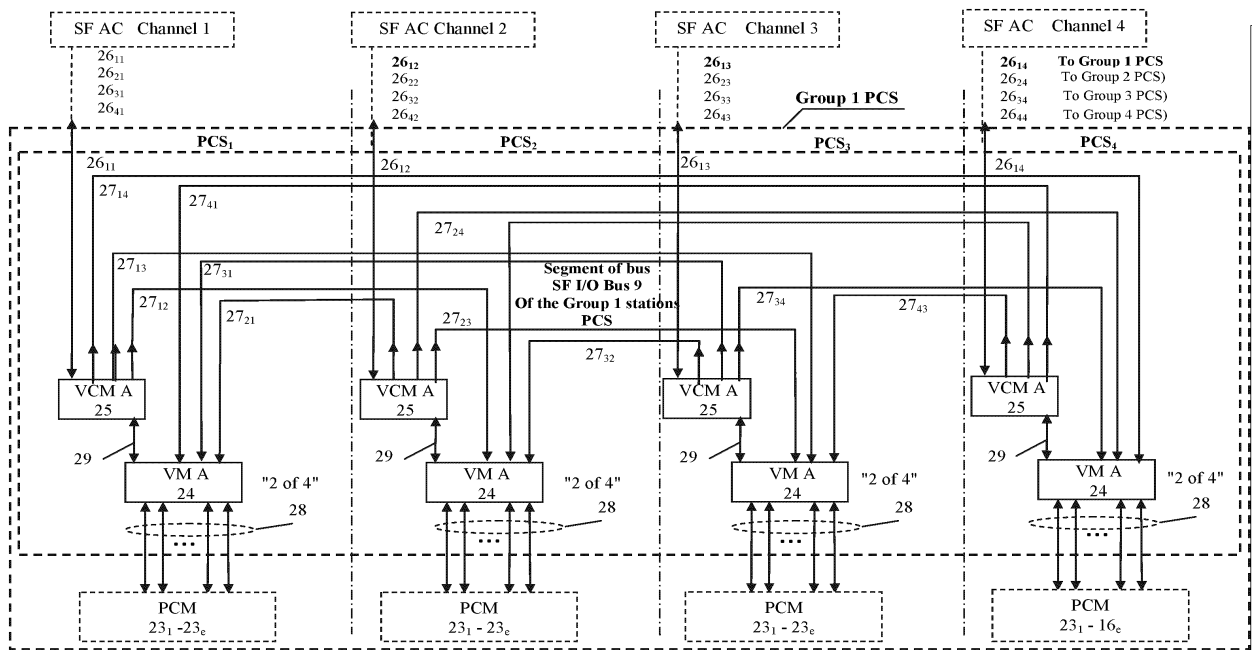 SF AC Channel 1
SF AC Channel 2
SF AC Channel 3
SF AC Channel 4
26₁₁
26₂₁
26₃₁
26₄₁
26₁₂
26₂₂
26₃₂
26₄₂
26₁₃
26₂₃
26₃₃
26₄₃
26₁₄ To Group 1 PCS
26₂₄ To Group 2 PCS)
26₃₄ To Group 3 PCS)
26₄₄ To Group 4 PCS)
Group 1 PCS
PCS₁
PCS₂
PCS₃
PCS₄
26₁₁
26₁₂
26₁₃
26₁₄
27₁₄
27₄₁
27₂₄
27₁₃
27₃₁
Segment of bus
SF I/O Bus 9
Of the Group 1 stations
PCS
27₁₂
27₂₁
27₂₃
27₃₂
27₃₄
27₄₃
VCM A
25
VCM A
25
VCM A
25
VCM A
25
29
29
29
29
VM A
24
"2 of 4"
28
VM A
24
"2 of 4"
28
VM A
24
"2 of 4"
28
VM A
24
"2 of 4"
28
...
...
...
...
PCM
23₁ -23ₑ
PCM
23₁ - 23ₑ
PCM
23₁ - 23ₑ
PCM
23₁ - 16ₑ